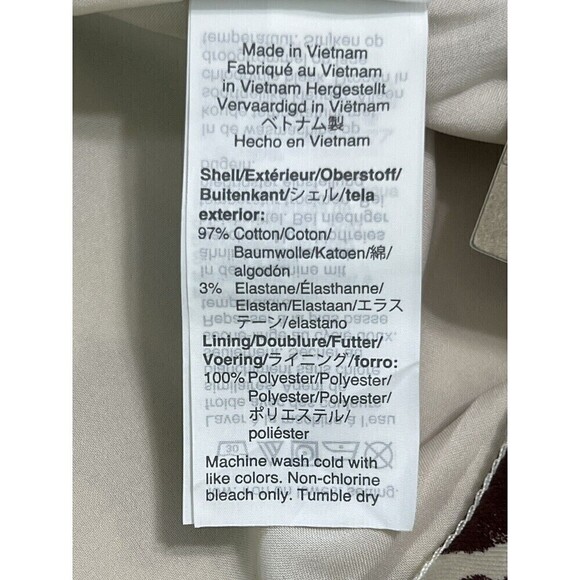 Made in Vietnam
Fabriqué au Vietnam
in Vietnam Hergestellt
Vervaardigd in Viëtnam
ベトナム製
Hecho en Vietnam
Shell/Extérieur/Oberstoff/
Buitenkant/シェル/tela
exterior:
97% Cotton/Coton/
Baumwolle/Katoen/綿/
algodón
3% Elastane/Élasthanne/
Elastan/Elastaan/エラス
テーン/elastano
Lining/Doublure/Futter/
Voering/ライニング/forro:
100% Polyester/Polyester/
Polyester/Polyester/
ポリエステル/
poliéster
30
Machine wash cold with
like colors. Non-chlorine
bleach only. Tumble dry